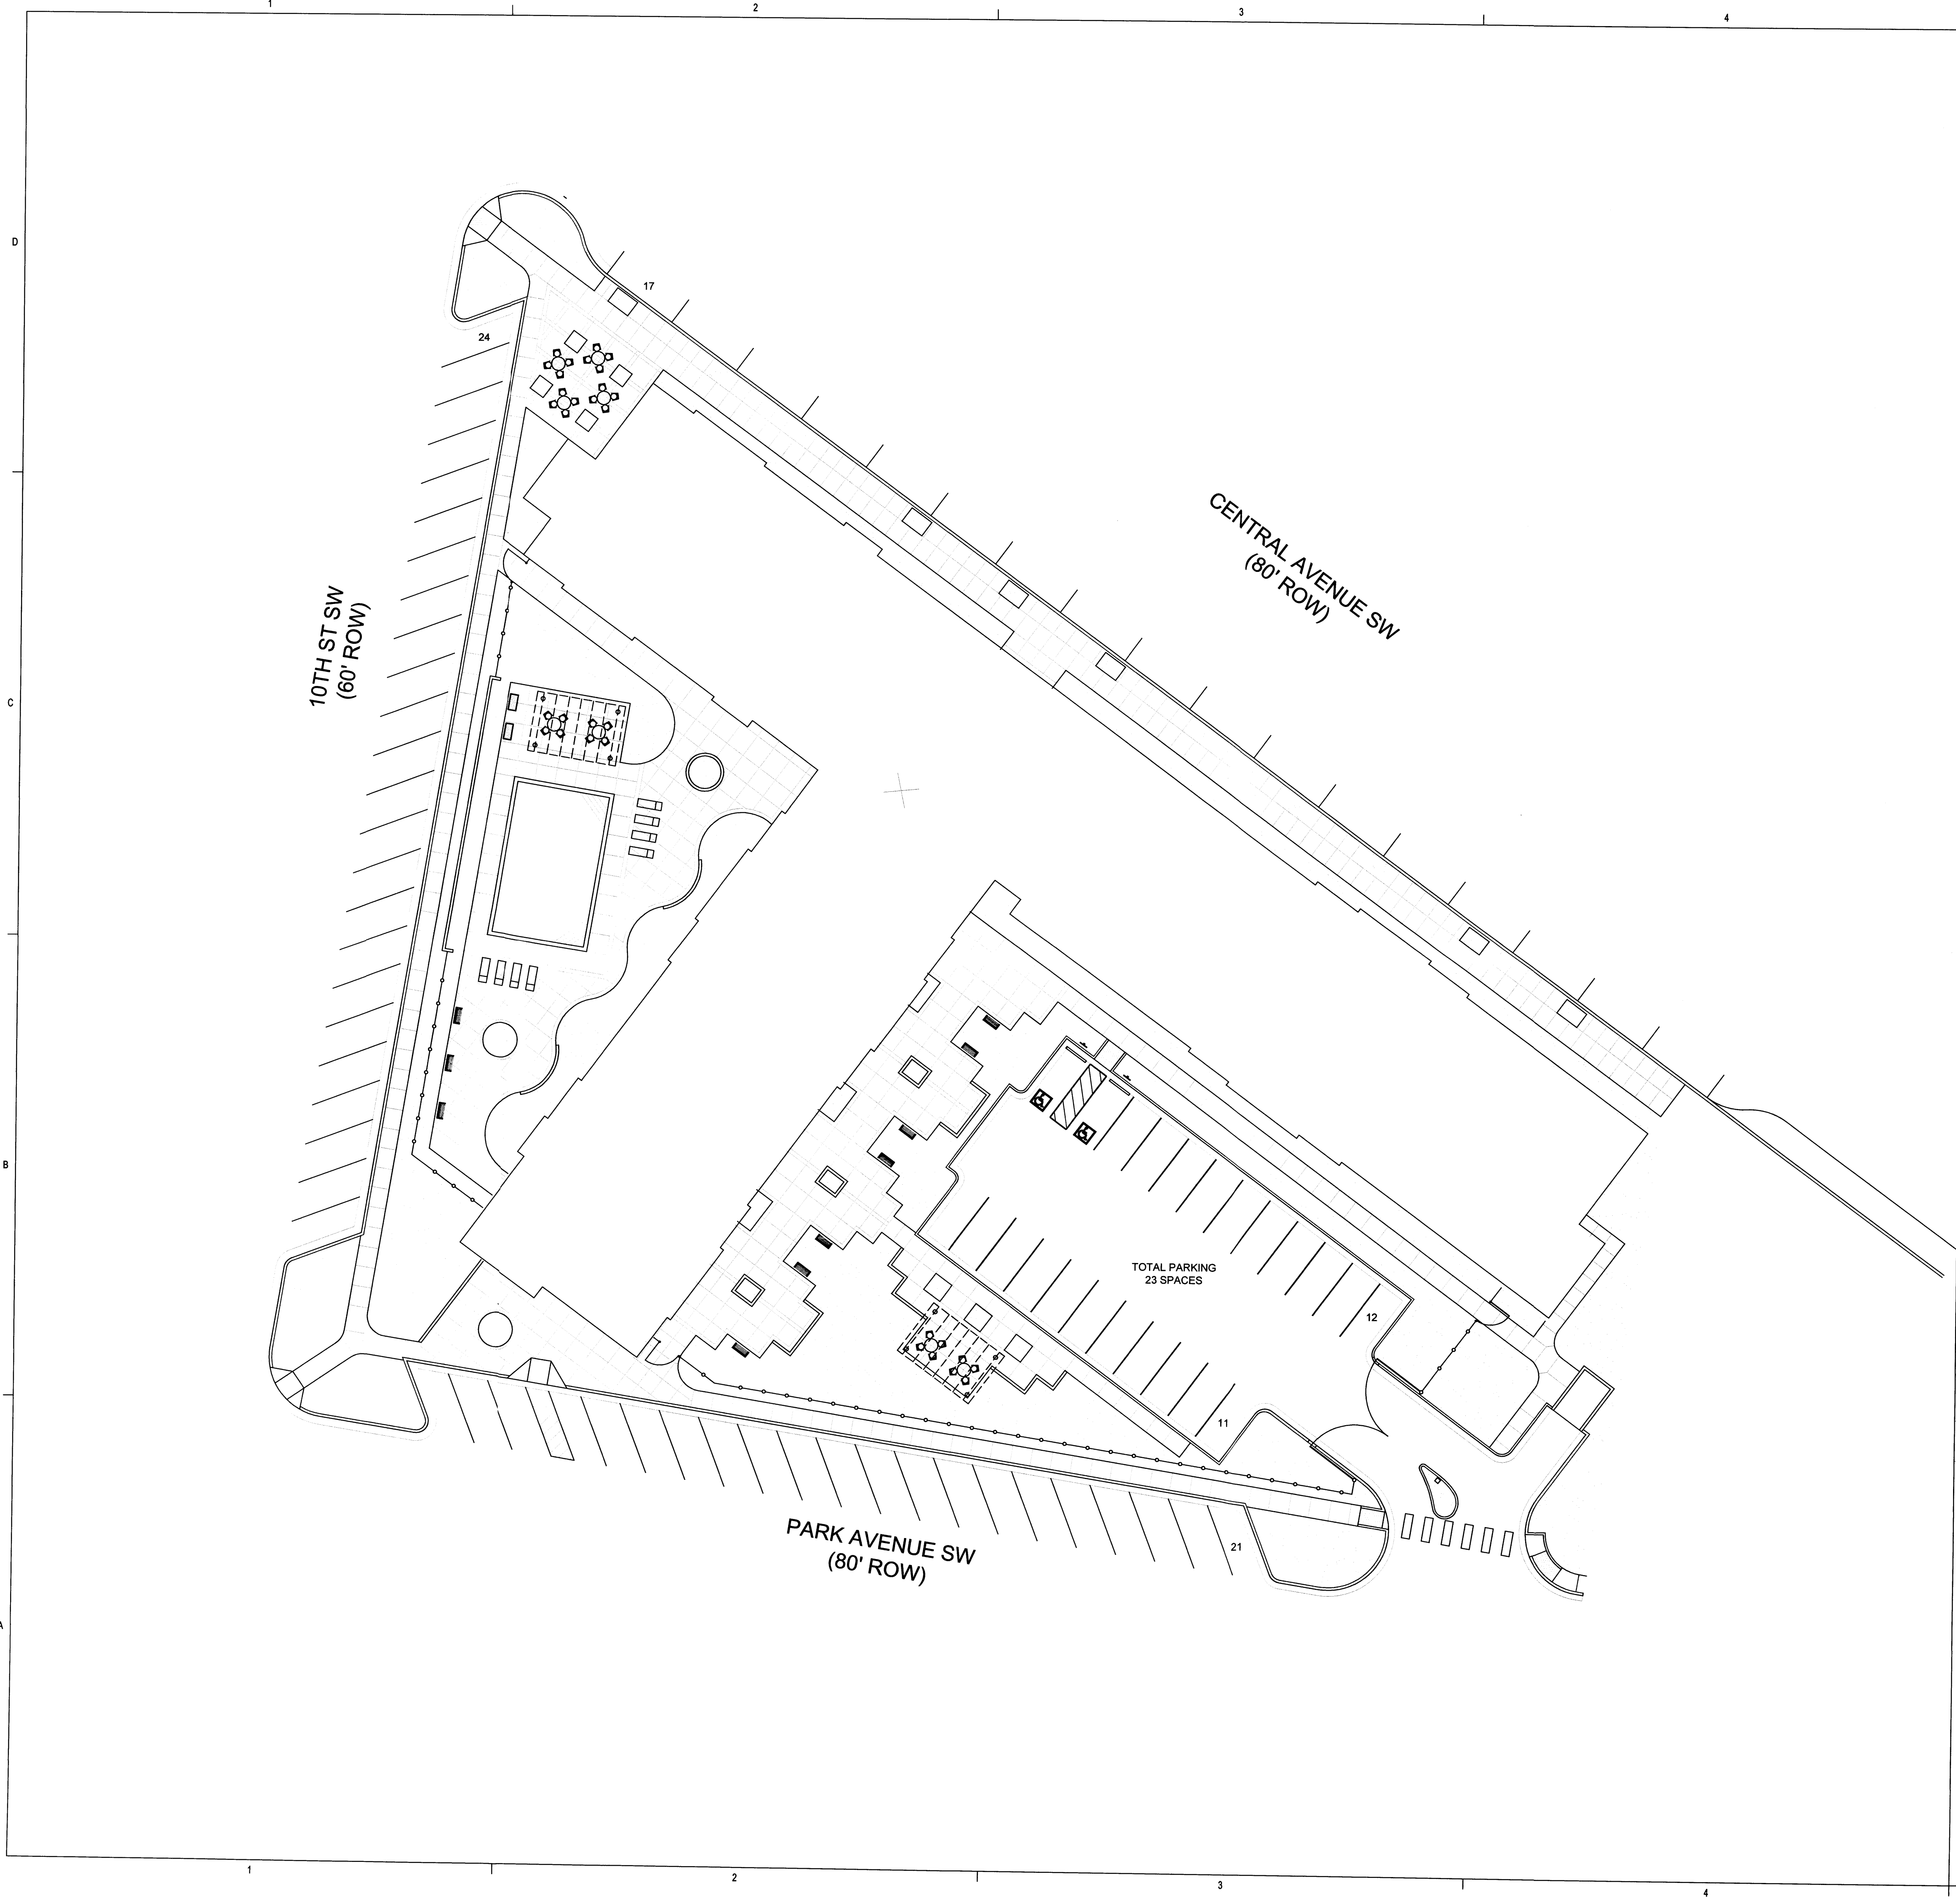 1
2
3
4
D
17
24
CENTRAL AVENUE SW
(80' ROW)
10TH ST SW
(60' ROW)
C
B
TOTAL PARKING
23 SPACES
12
11
PARK AVENUE SW
(80' ROW)
21
A
1
2
3
4